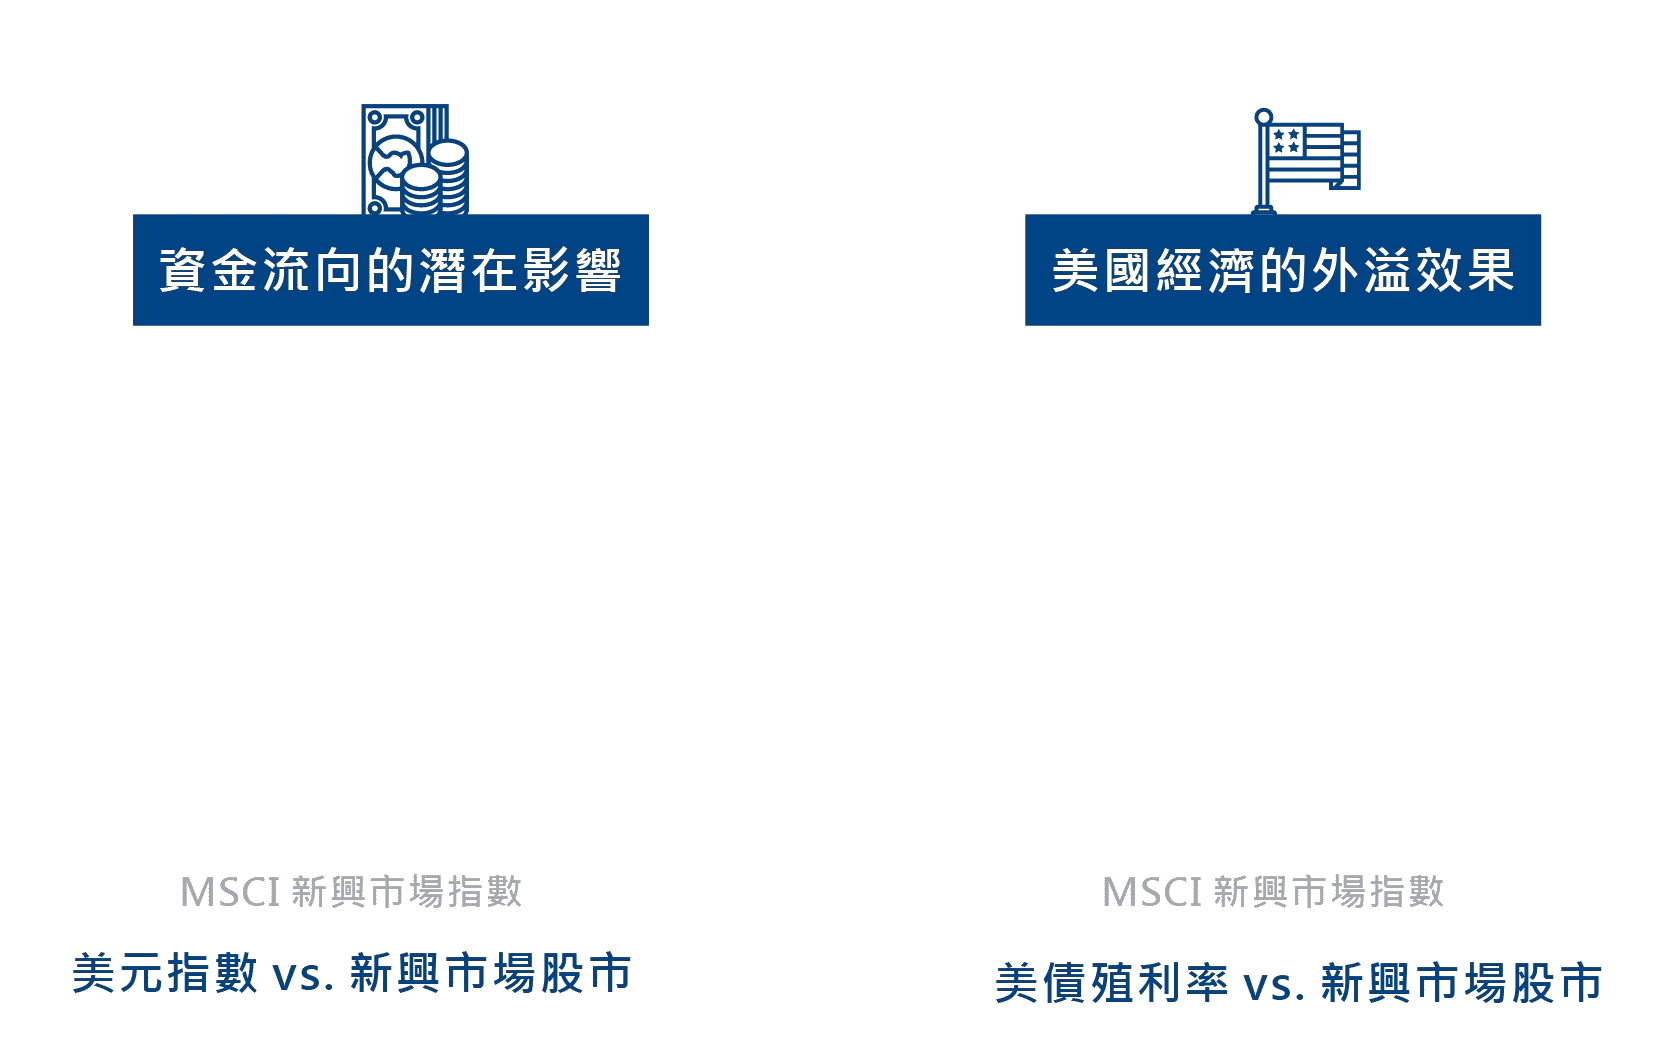 資金流向的潛在影響
美國經濟的外溢效果
MSCI 新興市場指數
MSCI 新興市場指數
美元指數 vs. 新興市場股市
美債殖利率 vs. 新興市場股市